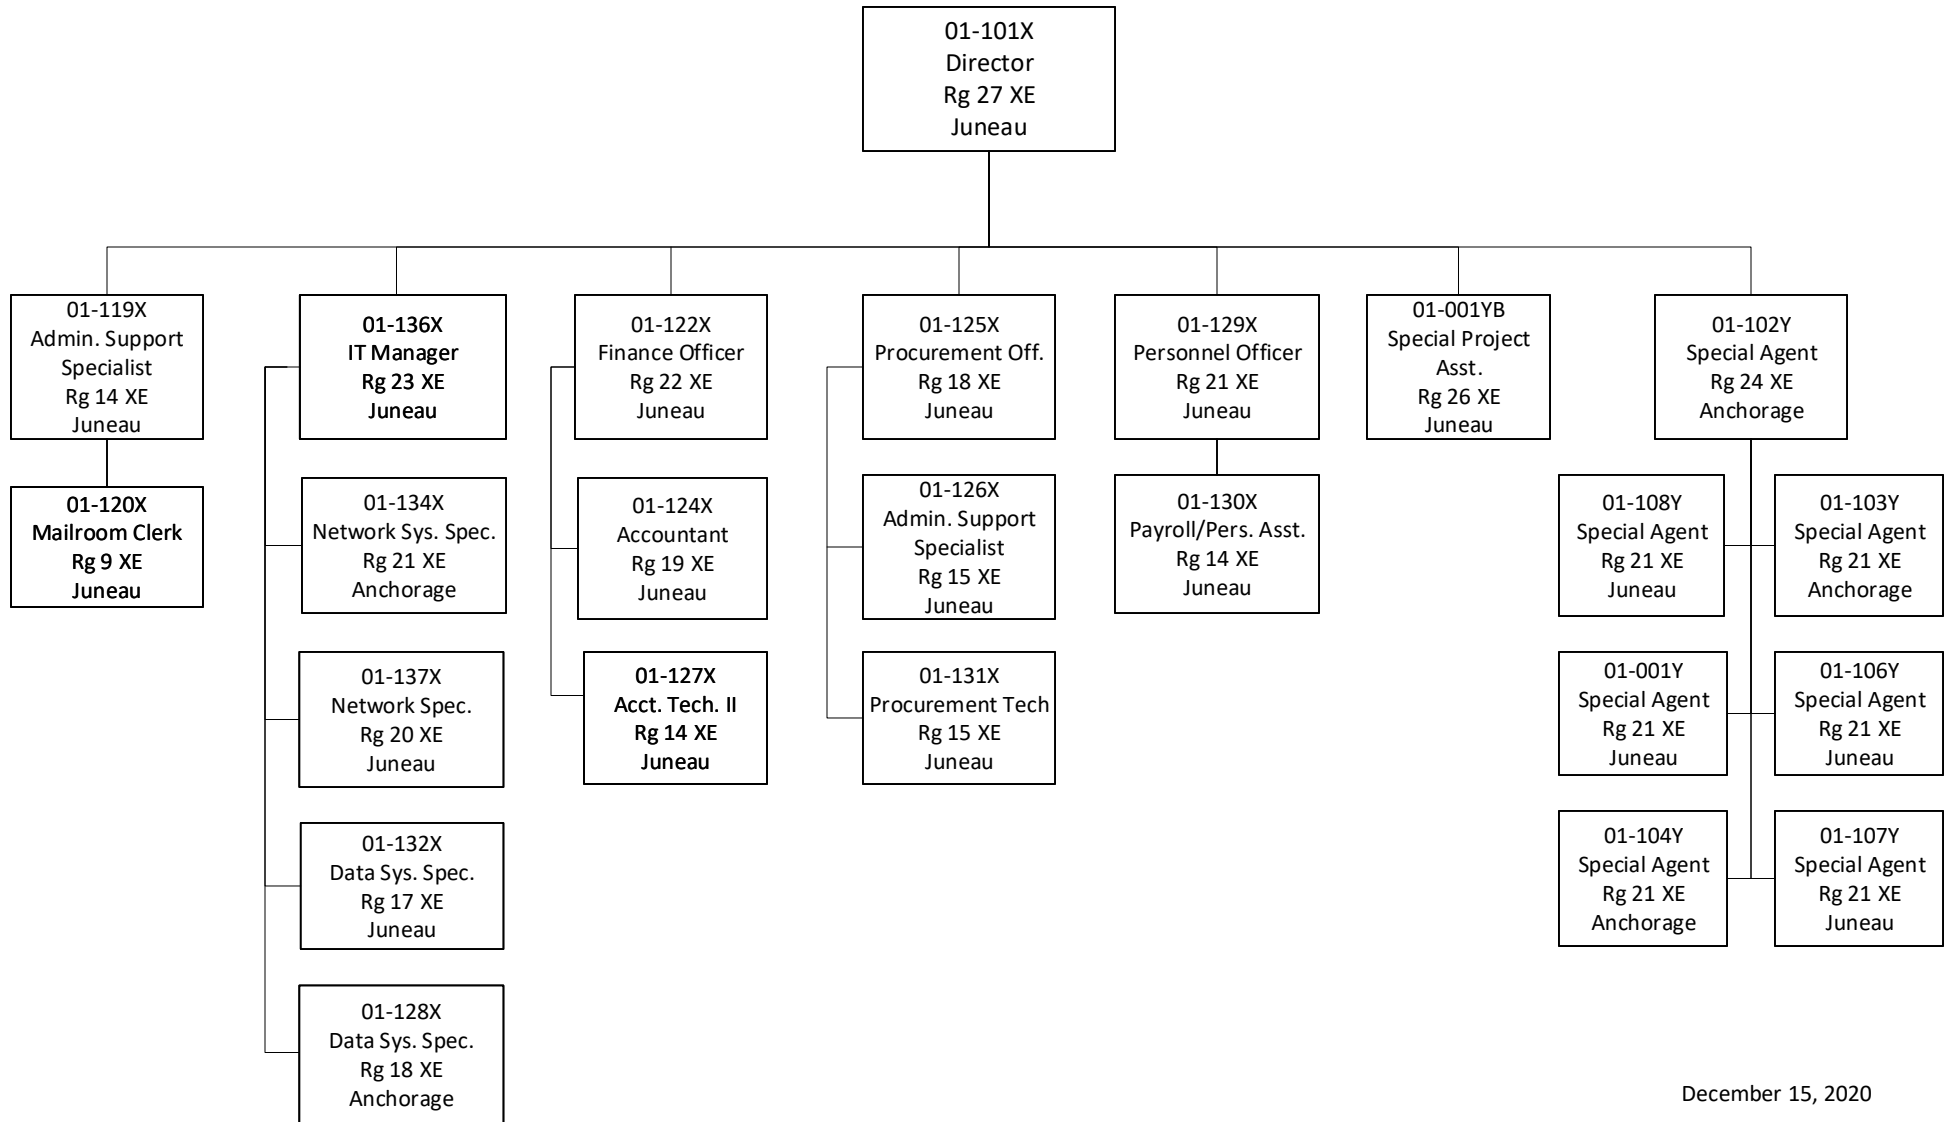 01-101X
Director
Rg 27 XE
Juneau
01-119X
Admin. Support
Specialist
Rg 14 XE
Juneau
01-136X
IT Manager
Rg 23 XE
Juneau
01-122X
Finance Officer
Rg 22 XE
Juneau
01-125X
Procurement Off.
Rg 18 XE
Juneau
01-129X
Personnel Officer
Rg 21 XE
Juneau
01-001YB
Special Project
Asst.
Rg 26 XE
Juneau
01-102Y
Special Agent
Rg 24 XE
Anchorage
01-120X
Mailroom Clerk
Rg 9 XE
Juneau
01-134X
Network Sys. Spec.
Rg 21 XE
Anchorage
01-124X
Accountant
Rg 19 XE
Juneau
01-126X
Admin. Support
Specialist
Rg 15 XE
Juneau
01-130X
Payroll/Pers. Asst.
Rg 14 XE
Juneau
01-108Y
Special Agent
Rg 21 XE
Juneau
01-103Y
Special Agent
Rg 21 XE
Anchorage
01-137X
Network Spec.
Rg 20 XE
Juneau
01-127X
Acct. Tech. II
Rg 14 XE
Juneau
01-131X
Procurement Tech
Rg 15 XE
Juneau
01-001Y
Special Agent
Rg 21 XE
Juneau
01-106Y
Special Agent
Rg 21 XE
Juneau
01-132X
Data Sys. Spec.
Rg 17 XE
Juneau
01-104Y
Special Agent
Rg 21 XE
Anchorage
01-107Y
Special Agent
Rg 21 XE
Juneau
01-128X
Data Sys. Spec.
Rg 18 XE
Anchorage
December 15, 2020